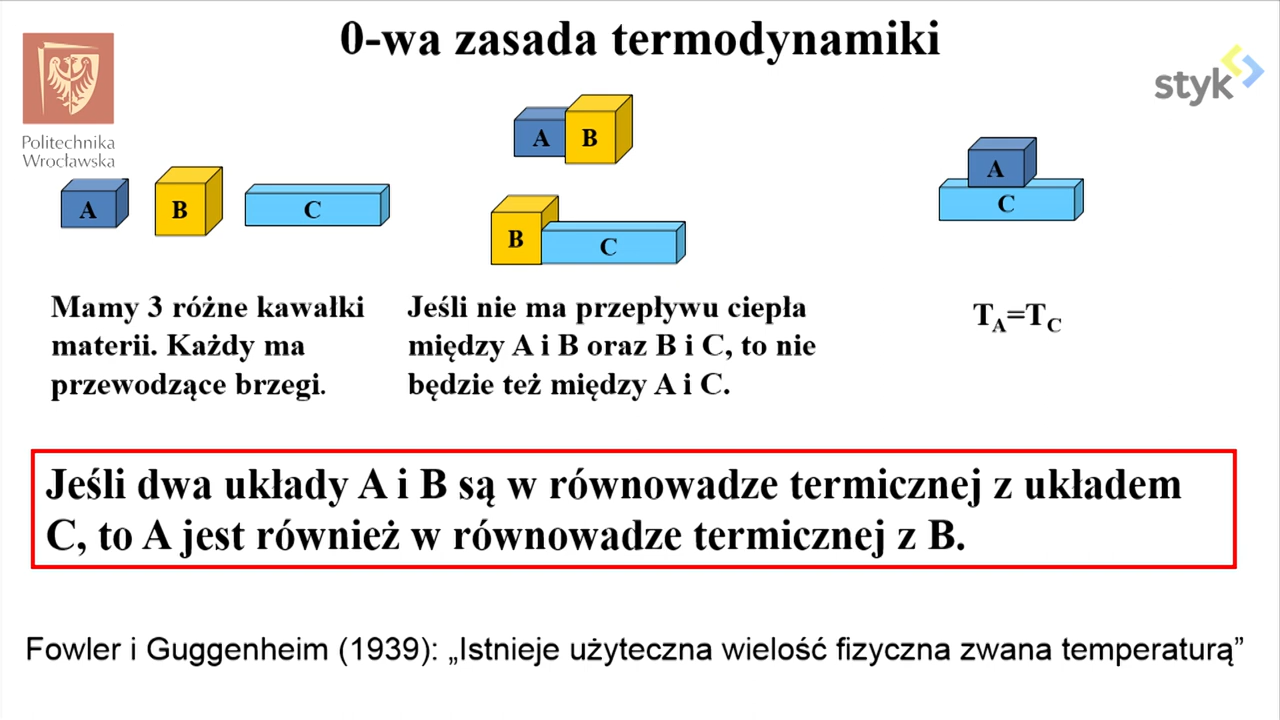 0-wa zasada termodynamiki
Politechnika
Wrocławska
styk
A
B
C
A
B
B
C
A
C
Mamy 3 różne kawałki
materii. Każdy ma
przewodzące brzegi.
Jeśli nie ma przepływu ciepła
między A i B oraz B i C, to nie
będzie też między A i C.
T_A=T_C
Jeśli dwa układy A i B są w równowadze termicznej z układem
C, to A jest również w równowadze termicznej z B.
Fowler i Guggenheim (1939): „Istnieje użyteczna wielość fizyczna zwana temperaturą”